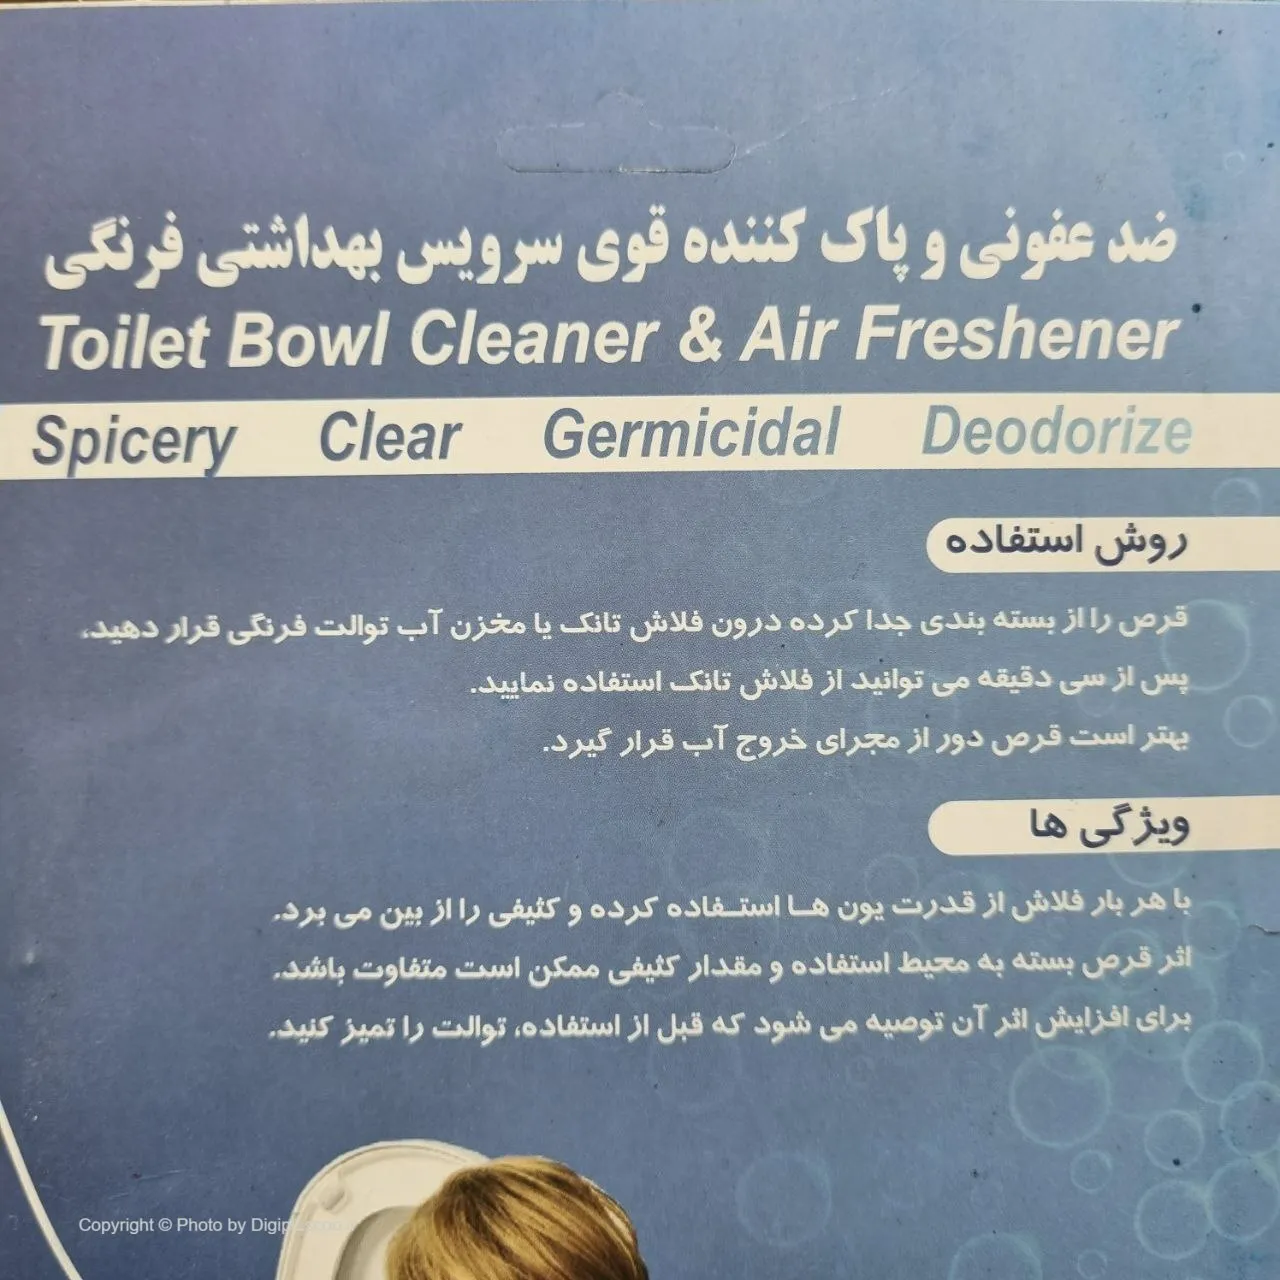 ضد عفونی و پاک کننده قوی سرویس بهداشتی فرنگی
Toilet Bowl Cleaner & Air Freshener
Spicery Clear Germicidal Deodorize
روش استفاده
قرص را از بسته بندی جدا کرده درون فلاش تانک یا مخزن آب توالت فرنگی قرار دهید،
پس از سی دقیقه می توانید از فلاش تانک استفاده نمایید.
بهتر است قرص دور از مجرای خروج آب قرار گیرد.
ویژگی ها
با هر بار فلاش از قدرت یون هـا استـفاده کرده و کثیفی را از بین می برد.
اثر قرص بسته به محیط استفاده و مقدار کثیفی ممکن است متفاوت باشد.
برای افزایش اثر آن توصیه می شود که قبل از استفاده، توالت را تمیز کنید.
Copyright © Photo by